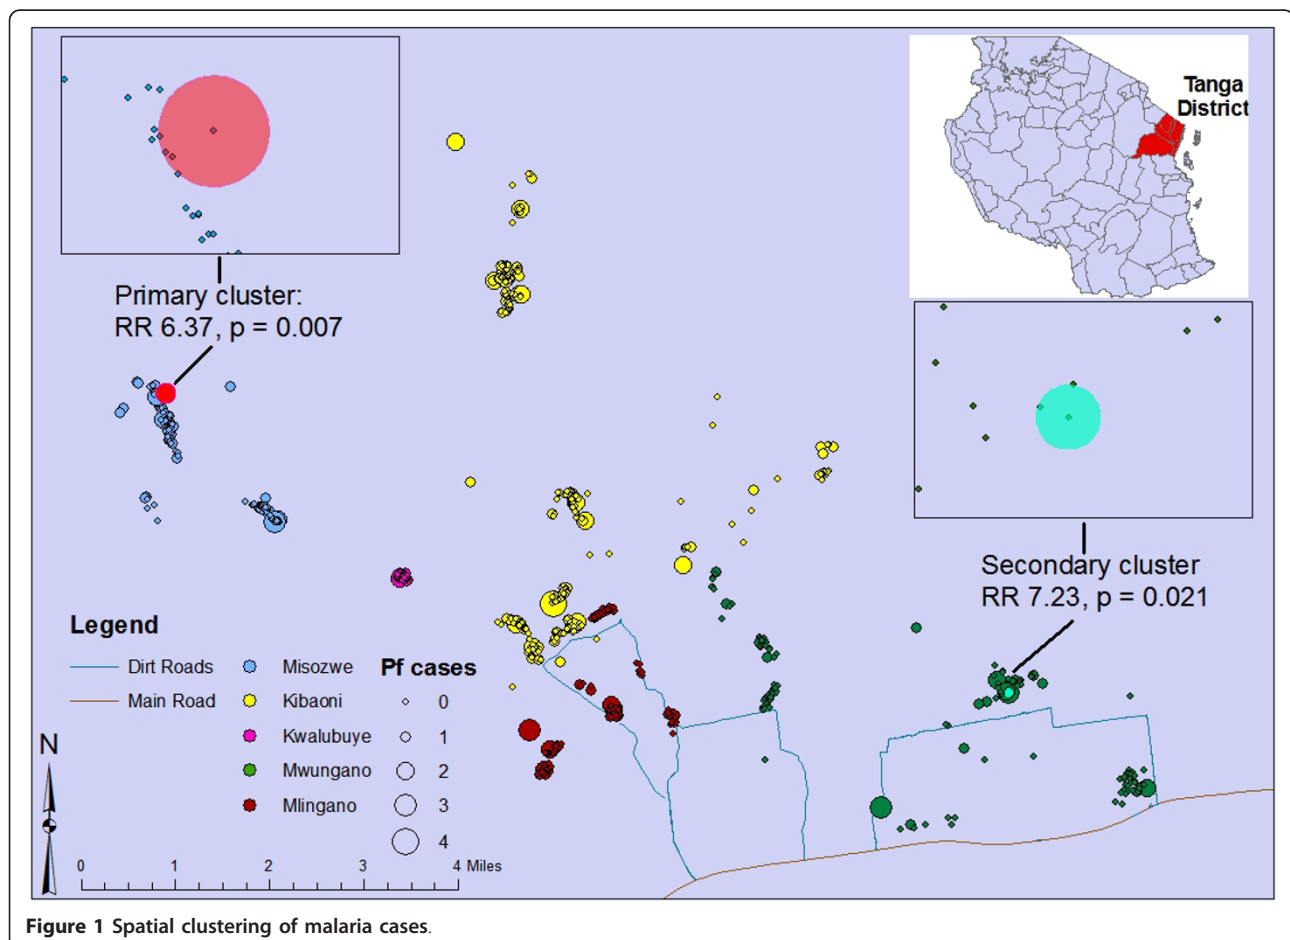 Tanga
District
Primary cluster:
RR 6.37, p = 0.007
Secondary cluster
RR 7.23, p = 0.021
Legend
Dirt Roads
Main Road
Misozwe
Kibaoni
Kwalubuye
Mwungano
Mlingano
Pf cases
0
1
2
3
4
N
0 1 2 3 4 Miles
Figure 1 Spatial clustering of malaria cases.